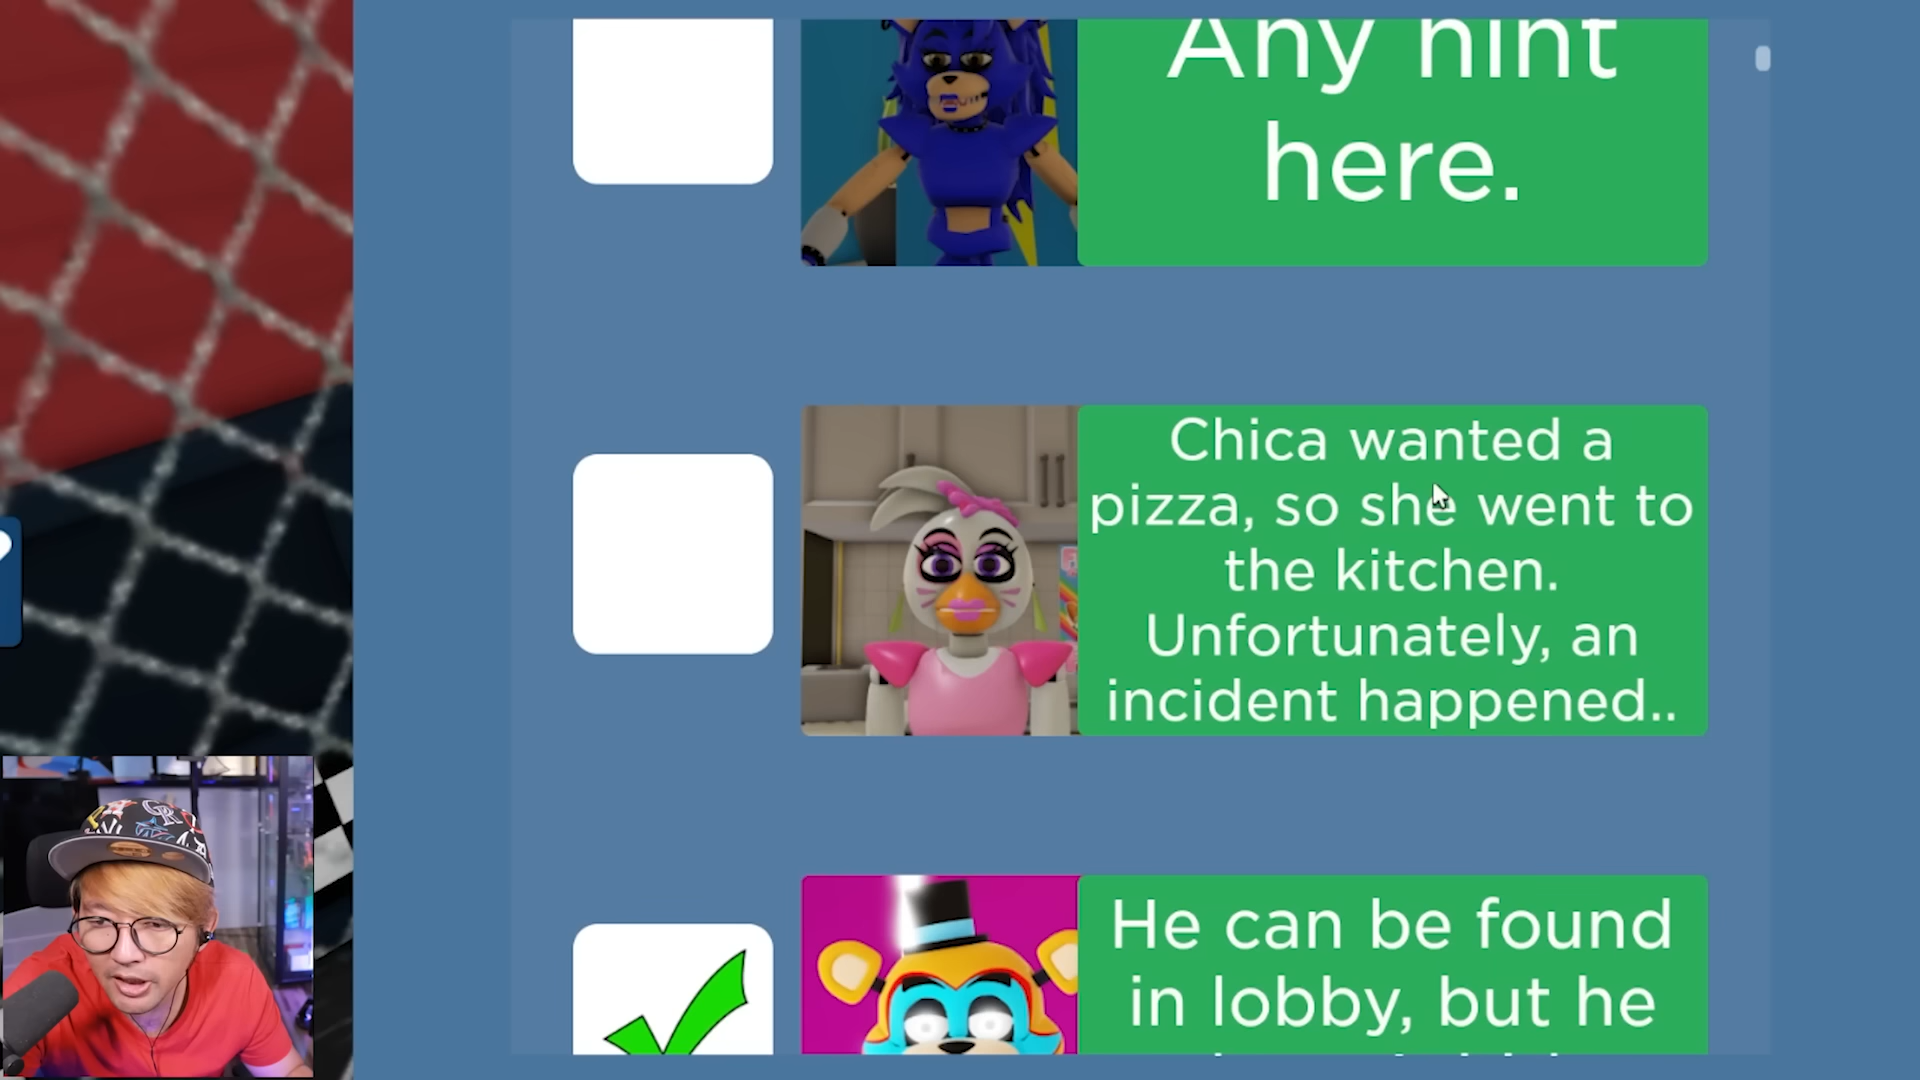 Any hint
here.
Chica wanted a
pizza, so she went to
the kitchen.
Unfortunately, an
incident happened..
He can be found
in lobby, but he